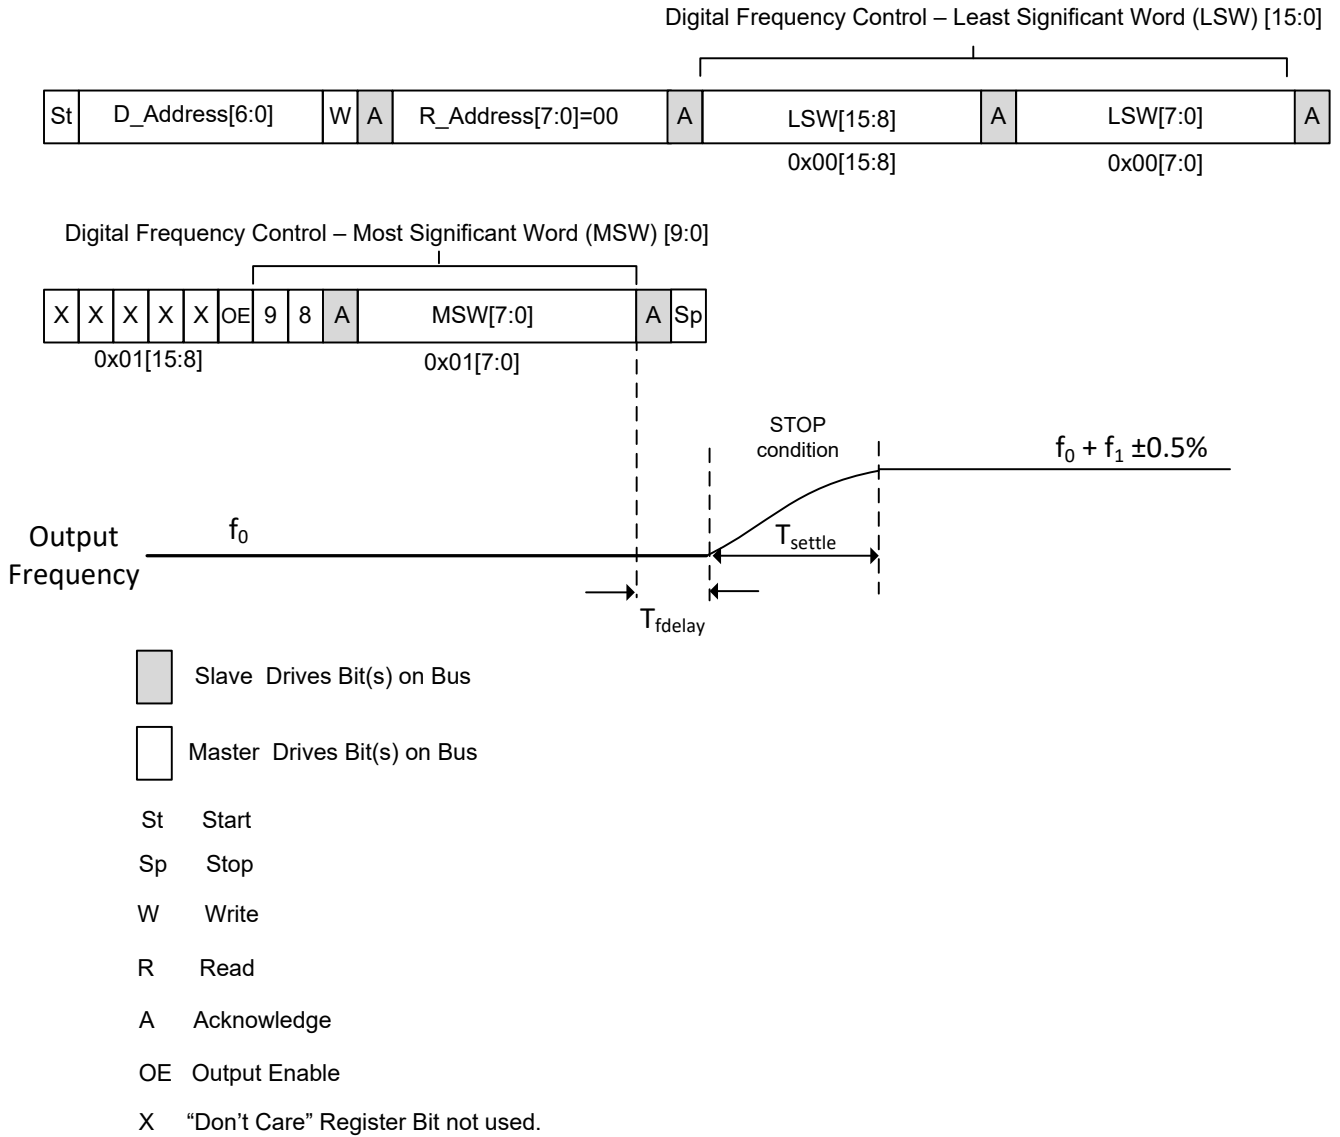 Digital Frequency Control – Least Significant Word (LSW) [15:0]
St D_Address[6:0] W A R_Address[7:0]=00 A LSW[15:8] A LSW[7:0] A
0x00[15:8] 0x00[7:0]
Digital Frequency Control – Most Significant Word (MSW) [9:0]
X X X X X OE 9 8 A MSW[7:0] A Sp
0x01[15:8] 0x01[7:0]
STOP
condition
f0 + f1 ±0.5%
f0
Output
Frequency
Tsettle
Tfdelay
Slave Drives Bit(s) on Bus
Master Drives Bit(s) on Bus
St Start
Sp Stop
W Write
R Read
A Acknowledge
OE Output Enable
X “Don’t Care” Register Bit not used.